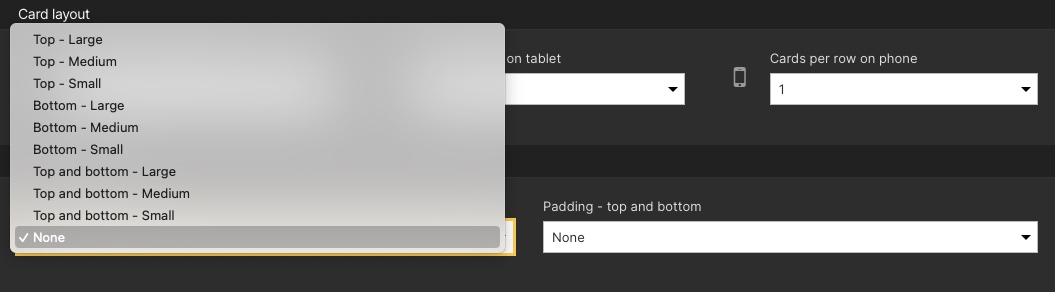 Card layout
Top - Large
Top - Medium
Top - Small
Bottom - Large
Bottom - Medium
Bottom - Small
Top and bottom - Large
Top and bottom - Medium
Top and bottom - Small
✓ None
on tablet
Cards per row on phone
1
Padding - top and bottom
None